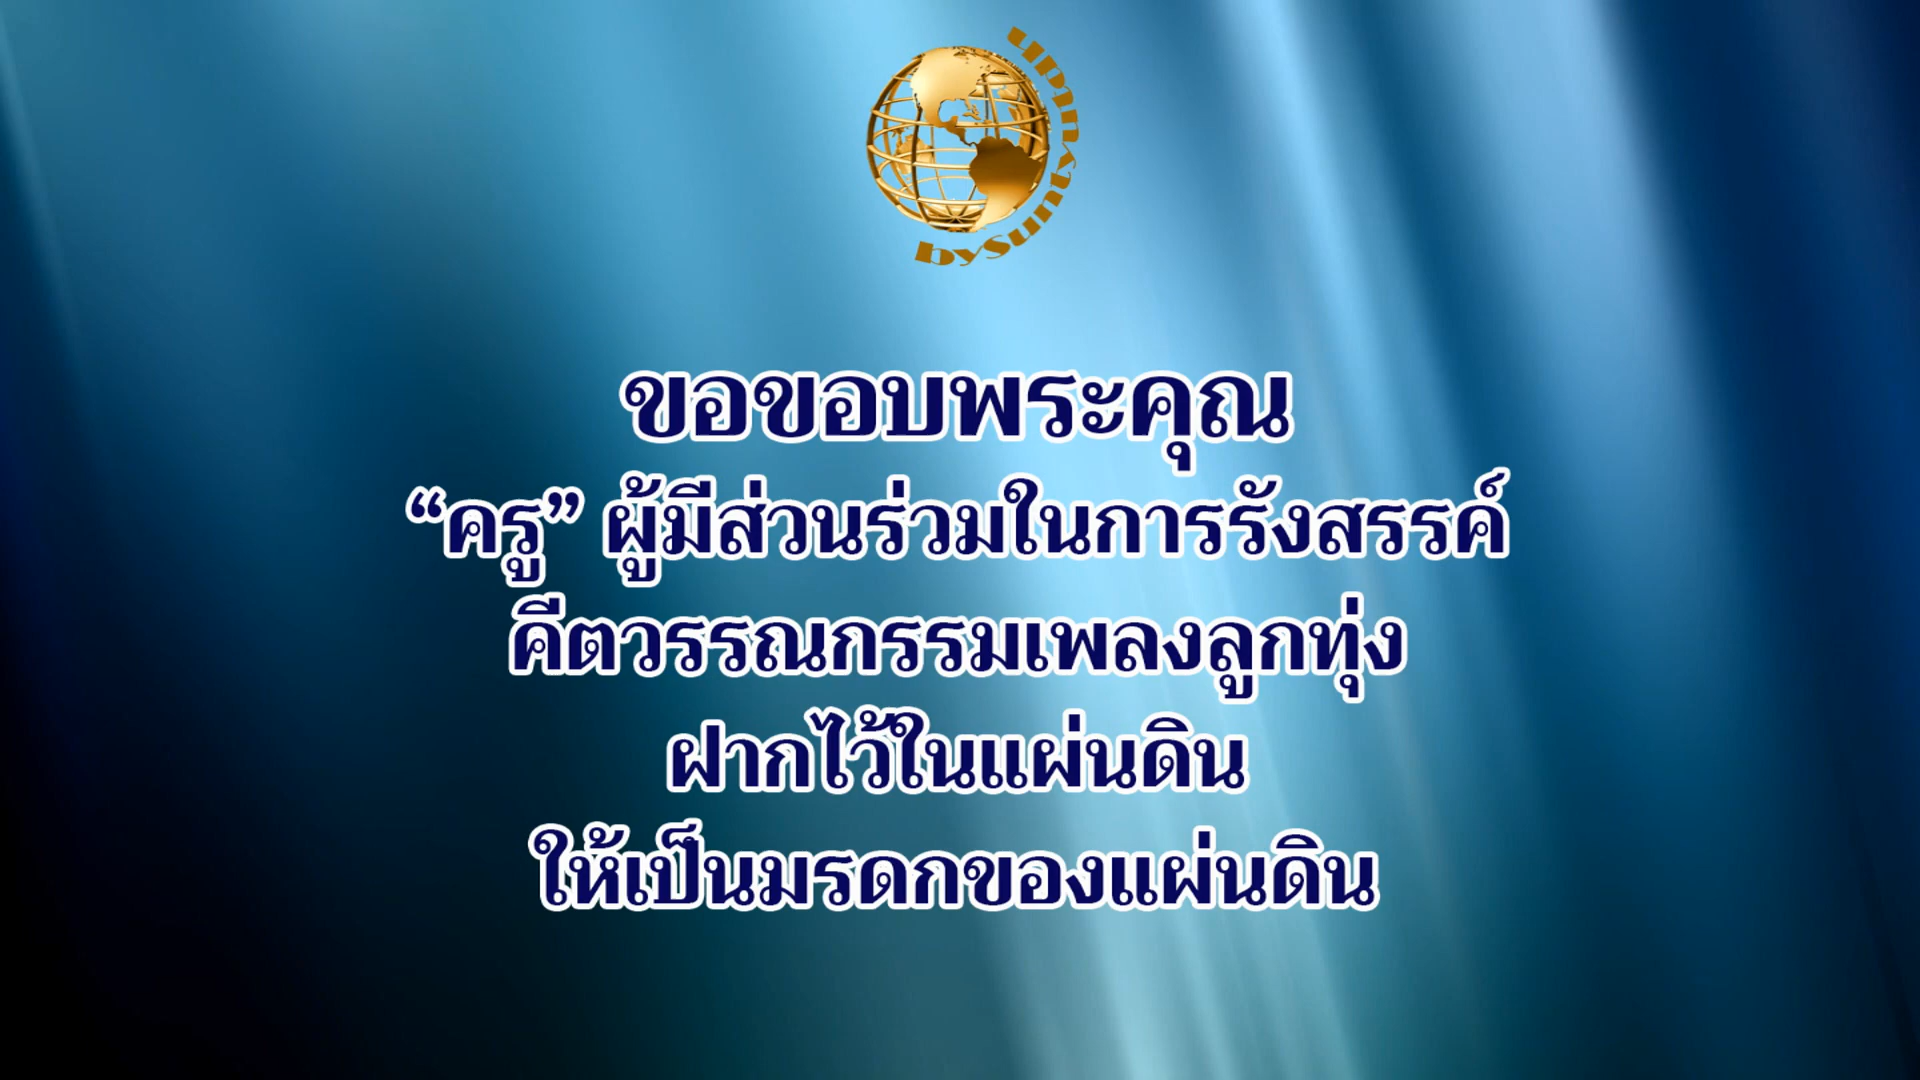 ขอขอบพระคุณ
“ครู” ผู้มีส่วนร่วมในการรังสรรค์
คีตวรรณกรรมเพลงลูกทุ่ง
ฝากไว้ในแผ่นดิน
ให้เป็นมรดกของแผ่นดิน